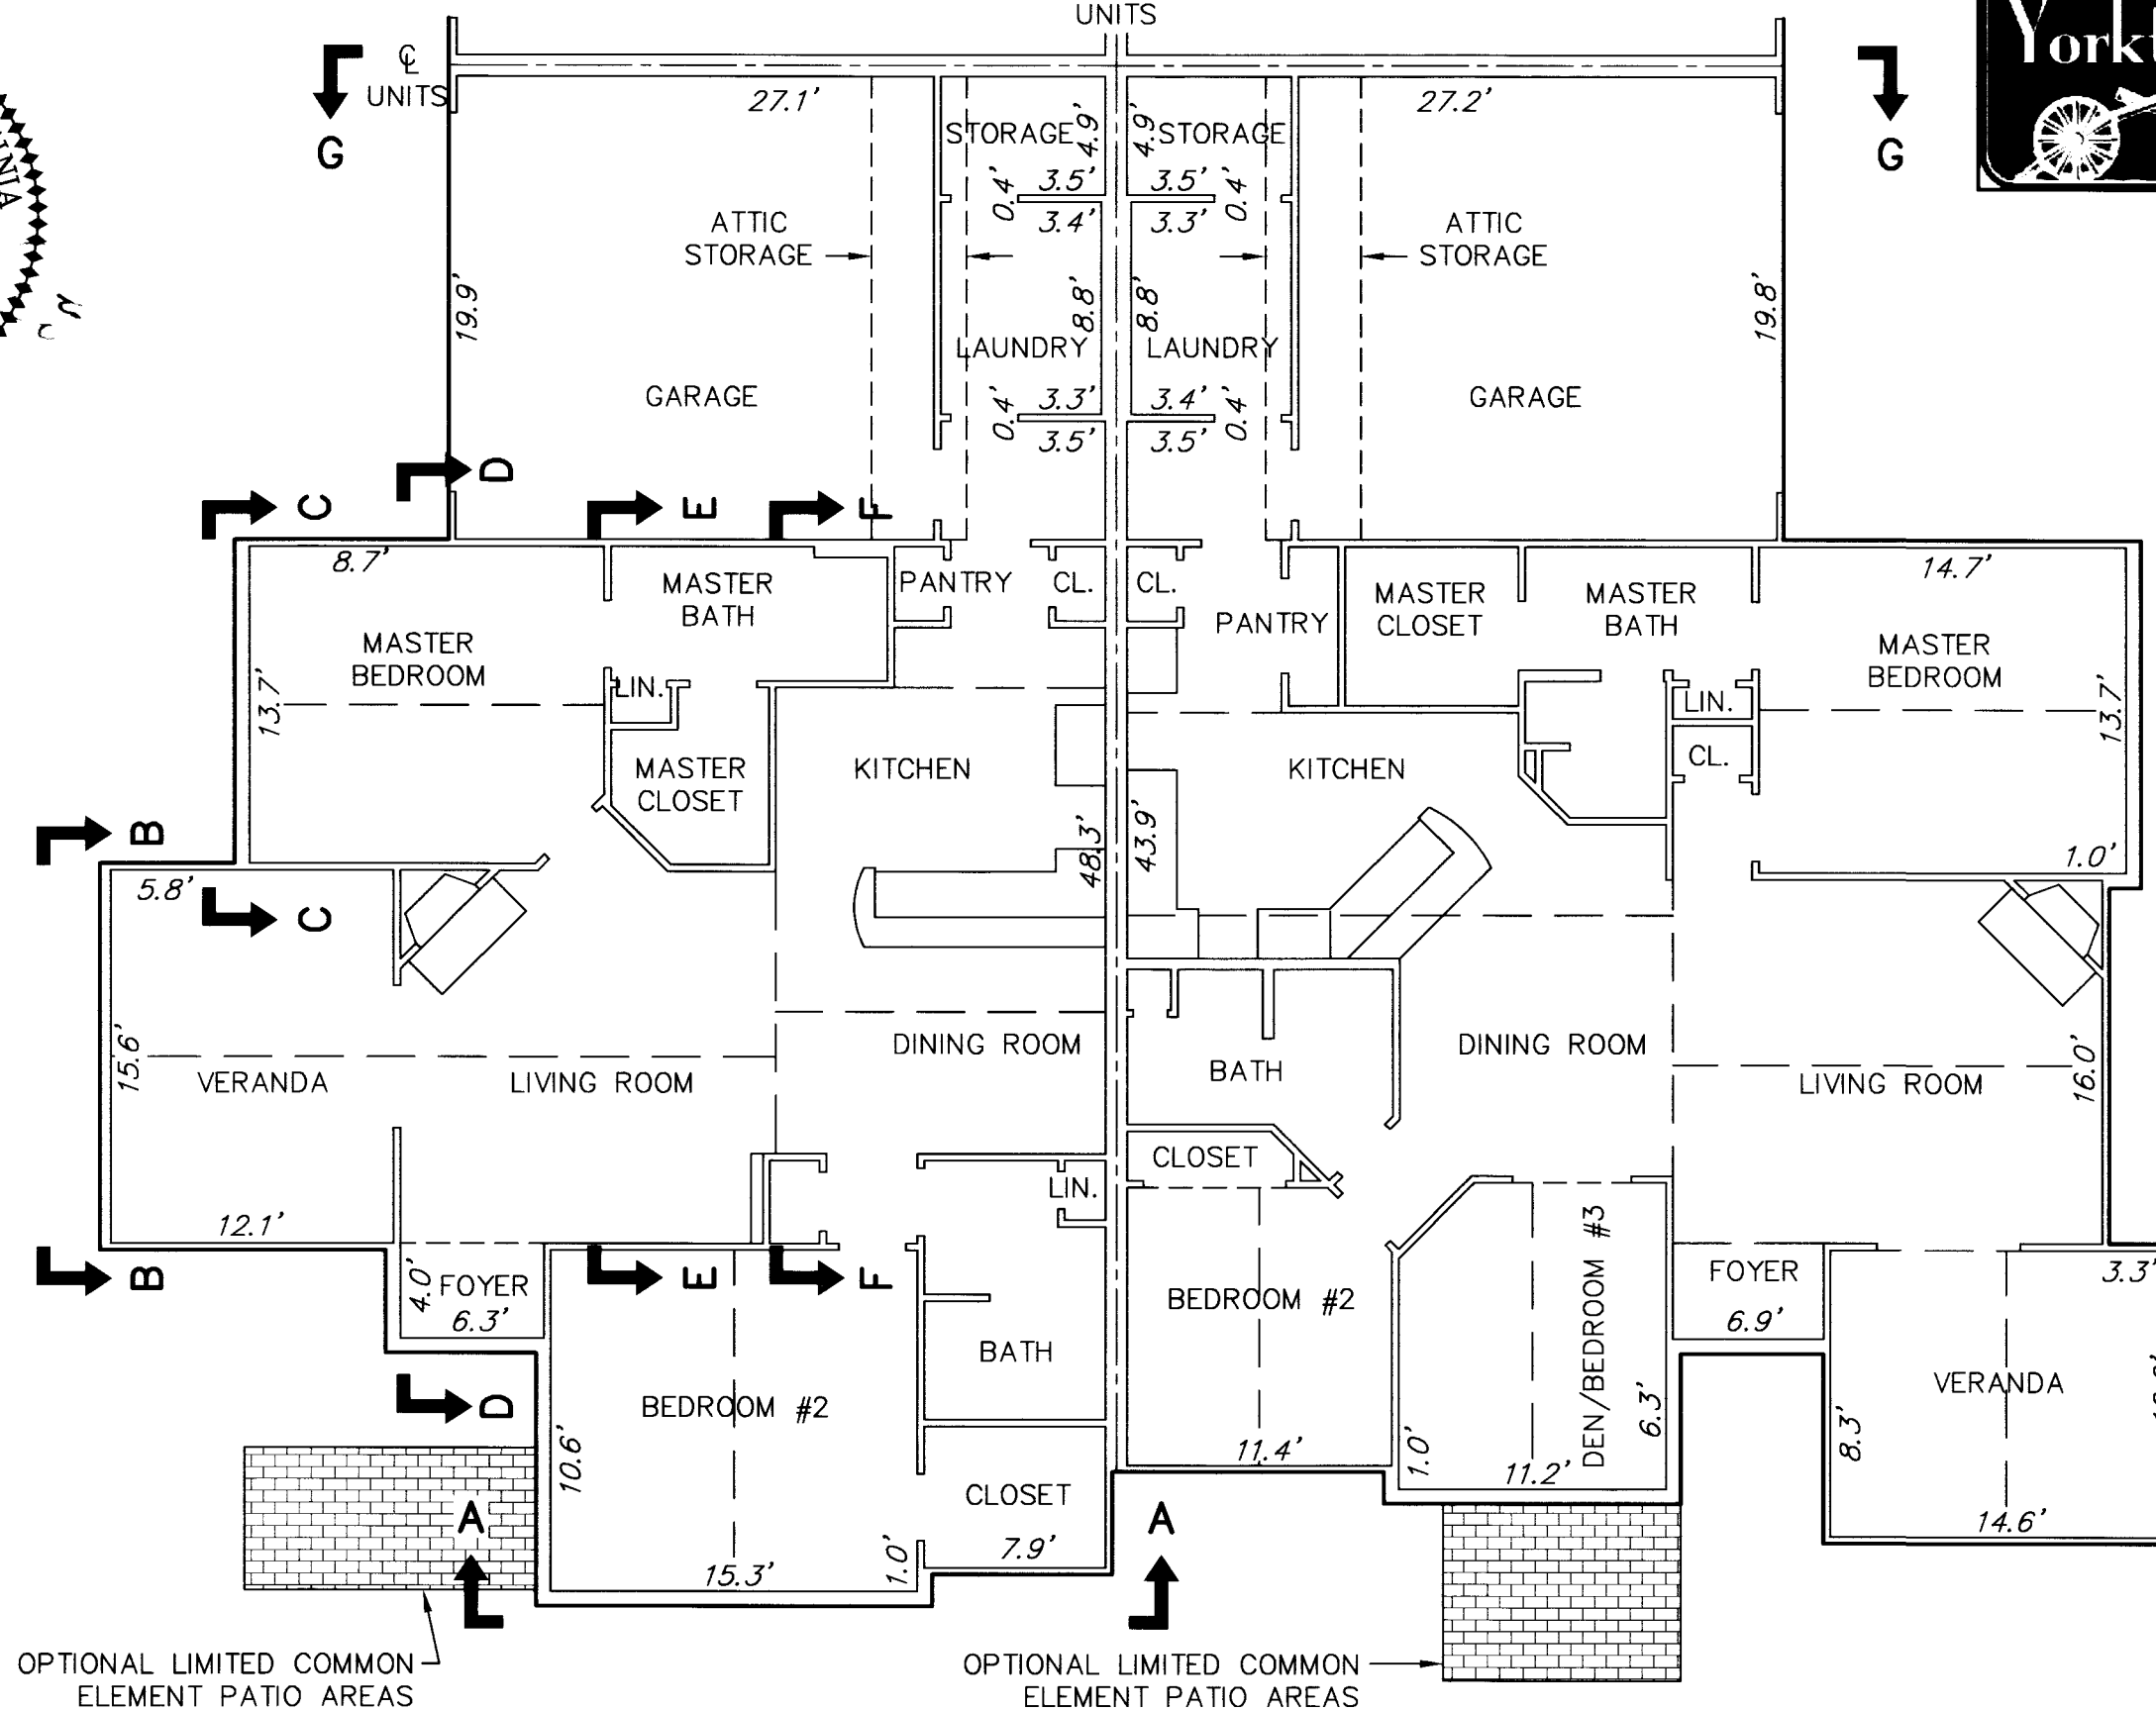 UNITS
℄
UNITS
G
G
27.1'
27.2'
STORAGE
4.9'
4.9'
STORAGE
3.5'
0.4'
3.4'
3.5'
0.4'
3.3'
ATTIC
STORAGE
ATTIC
STORAGE
19.9'
8.8'
8.8'
19.8'
LAUNDRY
LAUNDRY
GARAGE
GARAGE
3.3'
0.4'
3.5'
3.4'
0.4'
3.5'
C
D
E
F
8.7'
MASTER
BATH
PANTRY
CL.
CL.
PANTRY
MASTER
CLOSET
MASTER
BATH
14.7'
MASTER
BEDROOM
MASTER
BEDROOM
13.7'
LIN.
LIN.
13.7'
MASTER
CLOSET
KITCHEN
KITCHEN
CL.
B
48.3'
43.9'
1.0'
5.8'
C
15.6'
VERANDA
LIVING ROOM
DINING ROOM
BATH
DINING ROOM
LIVING ROOM
16.0'
CLOSET
LIN.
12.1'
B
4.0'
FOYER
6.3'
E
F
BEDROOM #2
DEN/BEDROOM #3
FOYER
6.9'
3.3'
BATH
VERANDA
D
BEDROOM #2
10.6'
11.4'
1.0'
11.2'
6.3'
8.3'
A
CLOSET
7.9'
A
14.6'
15.3'
1.0'
OPTIONAL LIMITED COMMON
ELEMENT PATIO AREAS
OPTIONAL LIMITED COMMON
ELEMENT PATIO AREAS